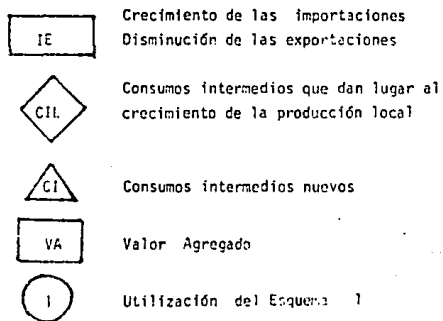 IE
Crecimiento de las importaciones
Disminución de las exportaciones
CIL
Consumos intermedios que dan lugar al
crecimiento de la producción local
CI
Consumos intermedios nuevos
VA
Valor Agregado
1
Utilización del Esquema 1